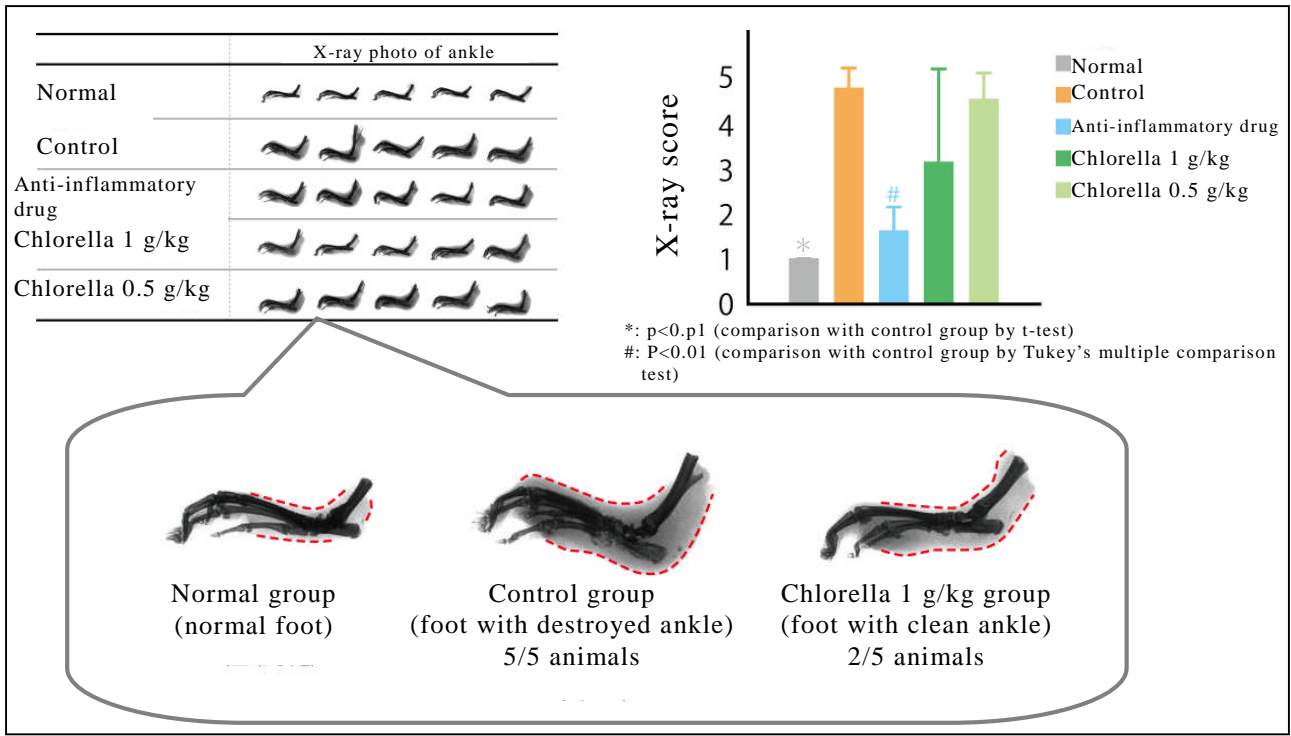 X-ray photo of ankle
Normal
Control
Anti-inflammatory
drug
Chlorella 1 g/kg
Chlorella 0.5 g/kg
X-ray score
5
4
3
2
1
0
*
#
Normal
Control
Anti-inflammatory drug
Chlorella 1 g/kg
Chlorella 0.5 g/kg
*: p<0.p1 (comparison with control group by t-test)
#: P<0.01 (comparison with control group by Tukey's multiple comparison
test)
Normal group
(normal foot)
Control group
(foot with destroyed ankle)
5/5 animals
Chlorella 1 g/kg group
(foot with clean ankle)
2/5 animals